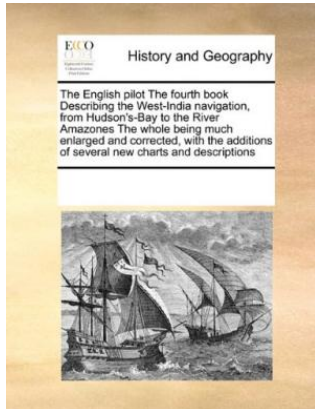 ECCO
History and Geography
The English pilot The fourth book
Describing the West-India navigation,
from Hudson's-Bay to the River
Amazones The whole being much
enlarged and corrected, with the additions
of several new charts and descriptions